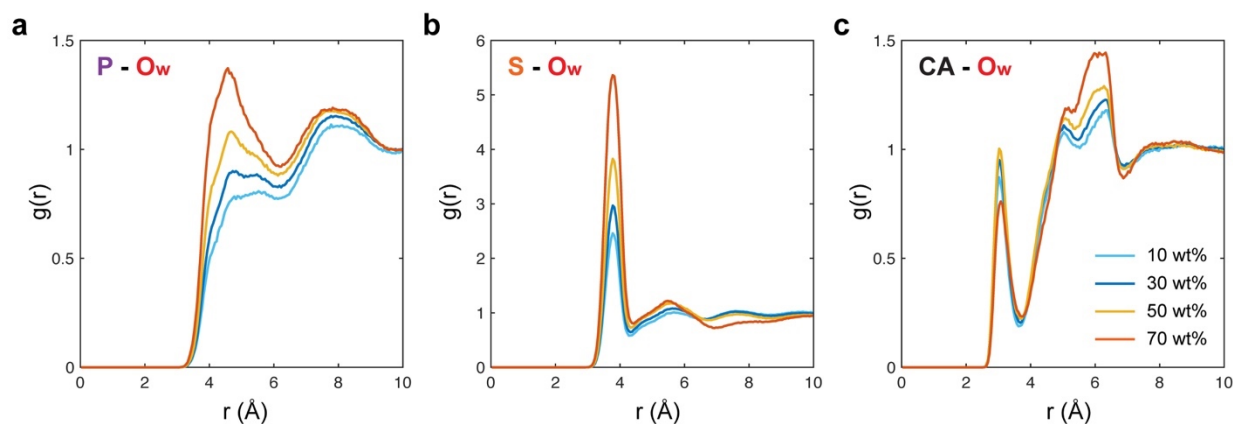 a
P - Ow
g(r)
1.5
1
0.5
0
0 2 4 6 8 10
r (Å)
b
S - Ow
g(r)
6
5
4
3
2
1
0
0 2 4 6 8 10
r (Å)
c
CA - Ow
g(r)
1.5
1
0.5
0
10 wt%
30 wt%
50 wt%
70 wt%
0 2 4 6 8 10
r (Å)